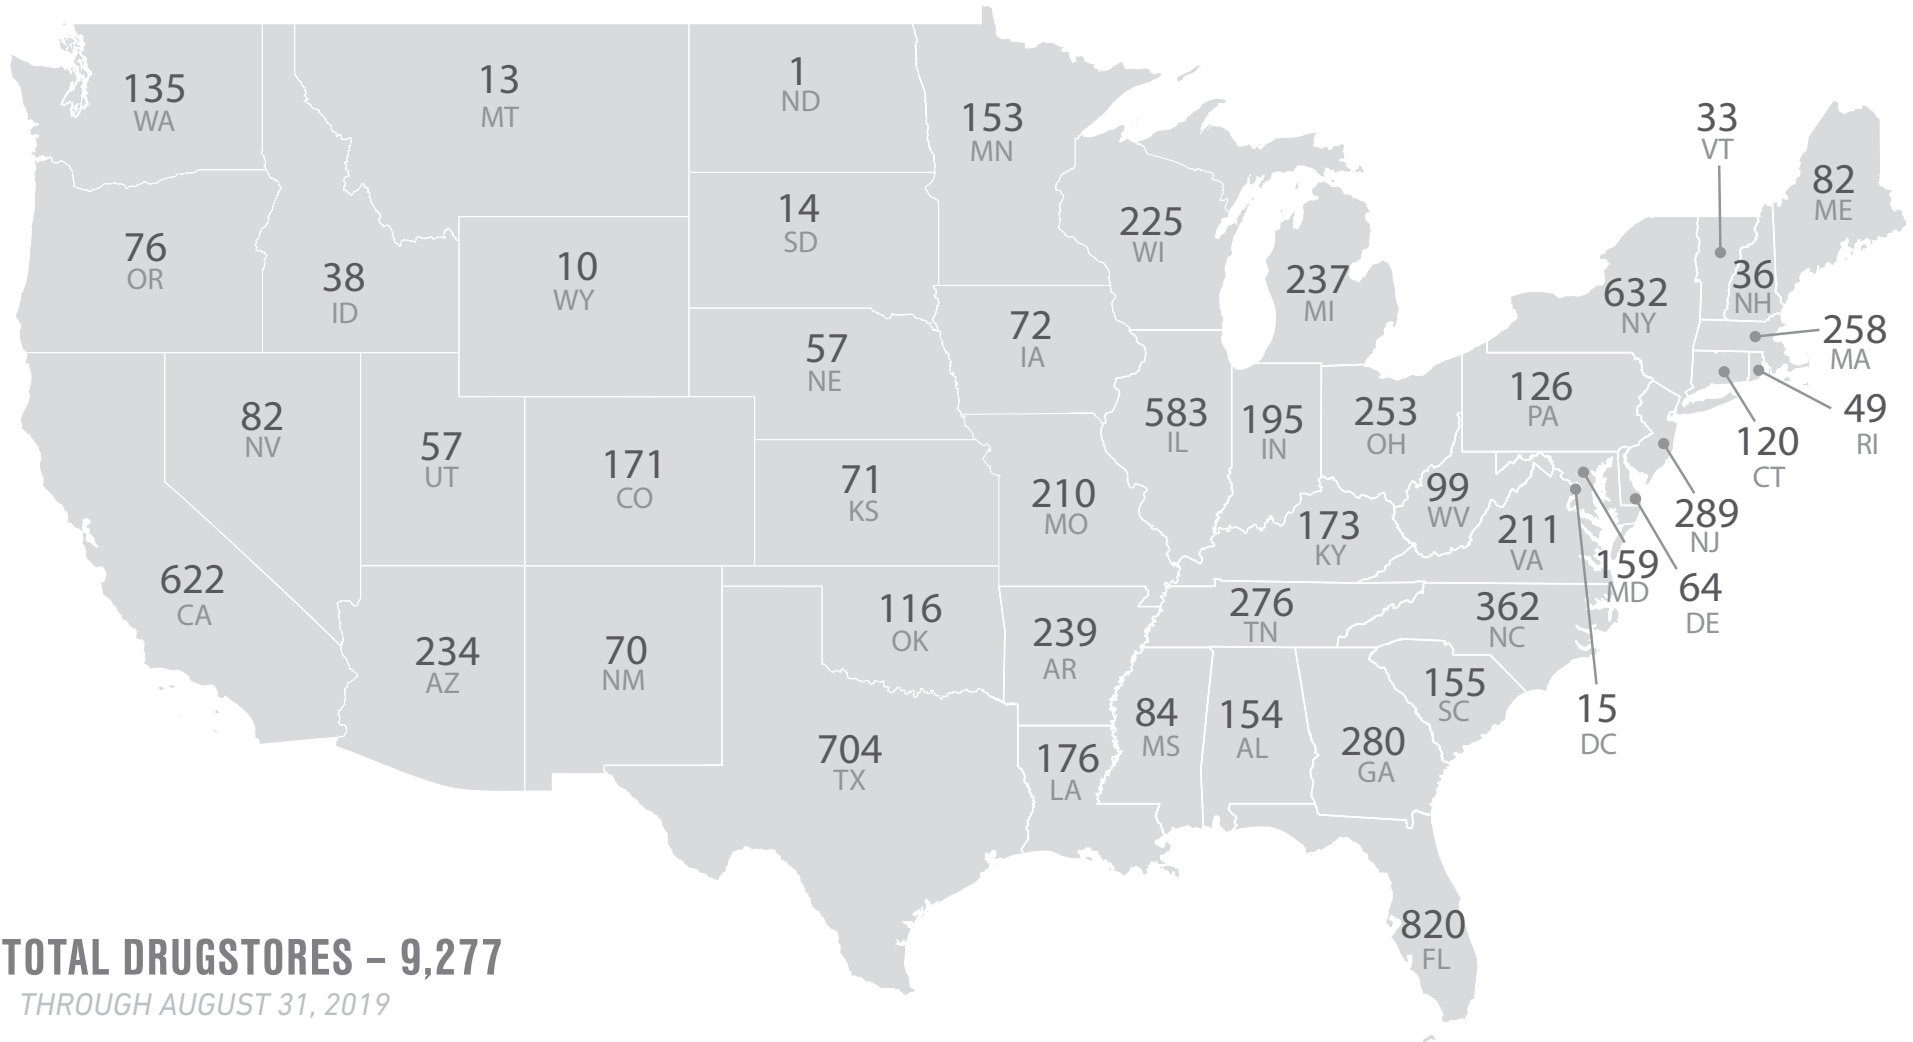 135
WA
13
MT
1
ND
153
MN
33
VT
82
ME
76
OR
38
ID
10
WY
14
SD
225
WI
237
MI
632
NY
36
NH
258
MA
49
RI
120
CT
82
NV
57
UT
171
CO
57
NE
71
KS
72
IA
210
MO
583
IL
195
IN
253
OH
126
PA
99
WV
173
KY
211
VA
289
NJ
159
MD
64
DE
15
DC
622
CA
234
AZ
70
NM
116
OK
239
AR
276
TN
362
NC
155
SC
704
TX
176
LA
84
MS
154
AL
280
GA
820
FL
TOTAL DRUGSTORES – 9,277
THROUGH AUGUST 31, 2019